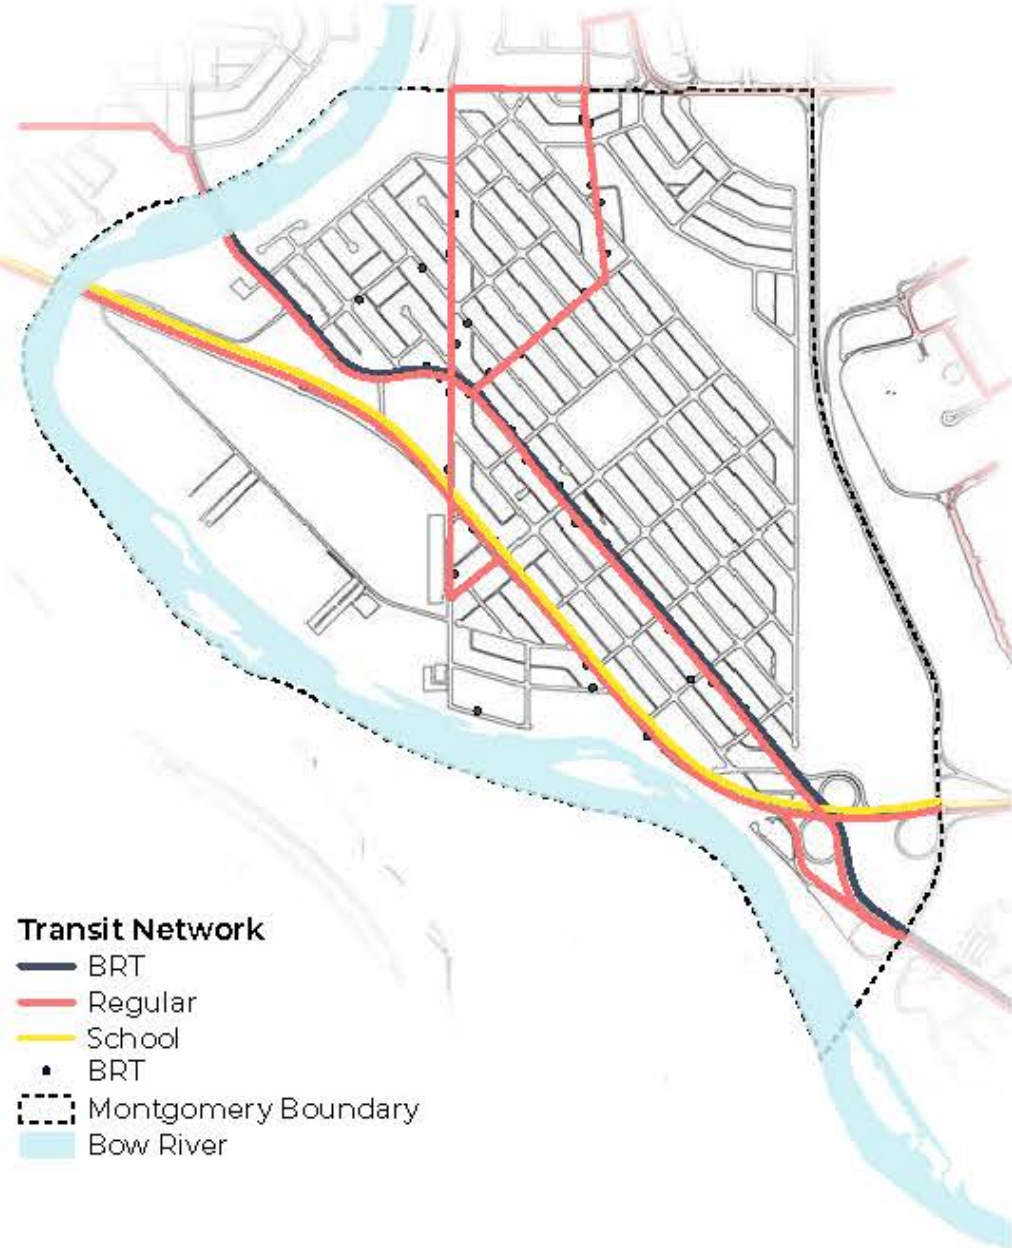 Transit Network
BRT
Regular
School
BRT
Montgomery Boundary
Bow River